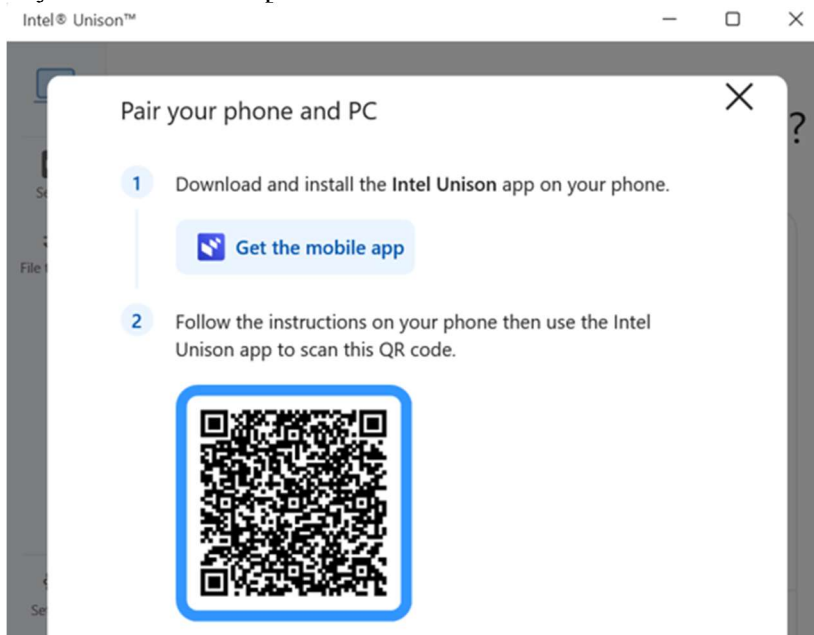 Intel® Unison™
Pair your phone and PC
?
1 Download and install the Intel Unison app on your phone.
Get the mobile app
2 Follow the instructions on your phone then use the Intel
Unison app to scan this QR code.
File